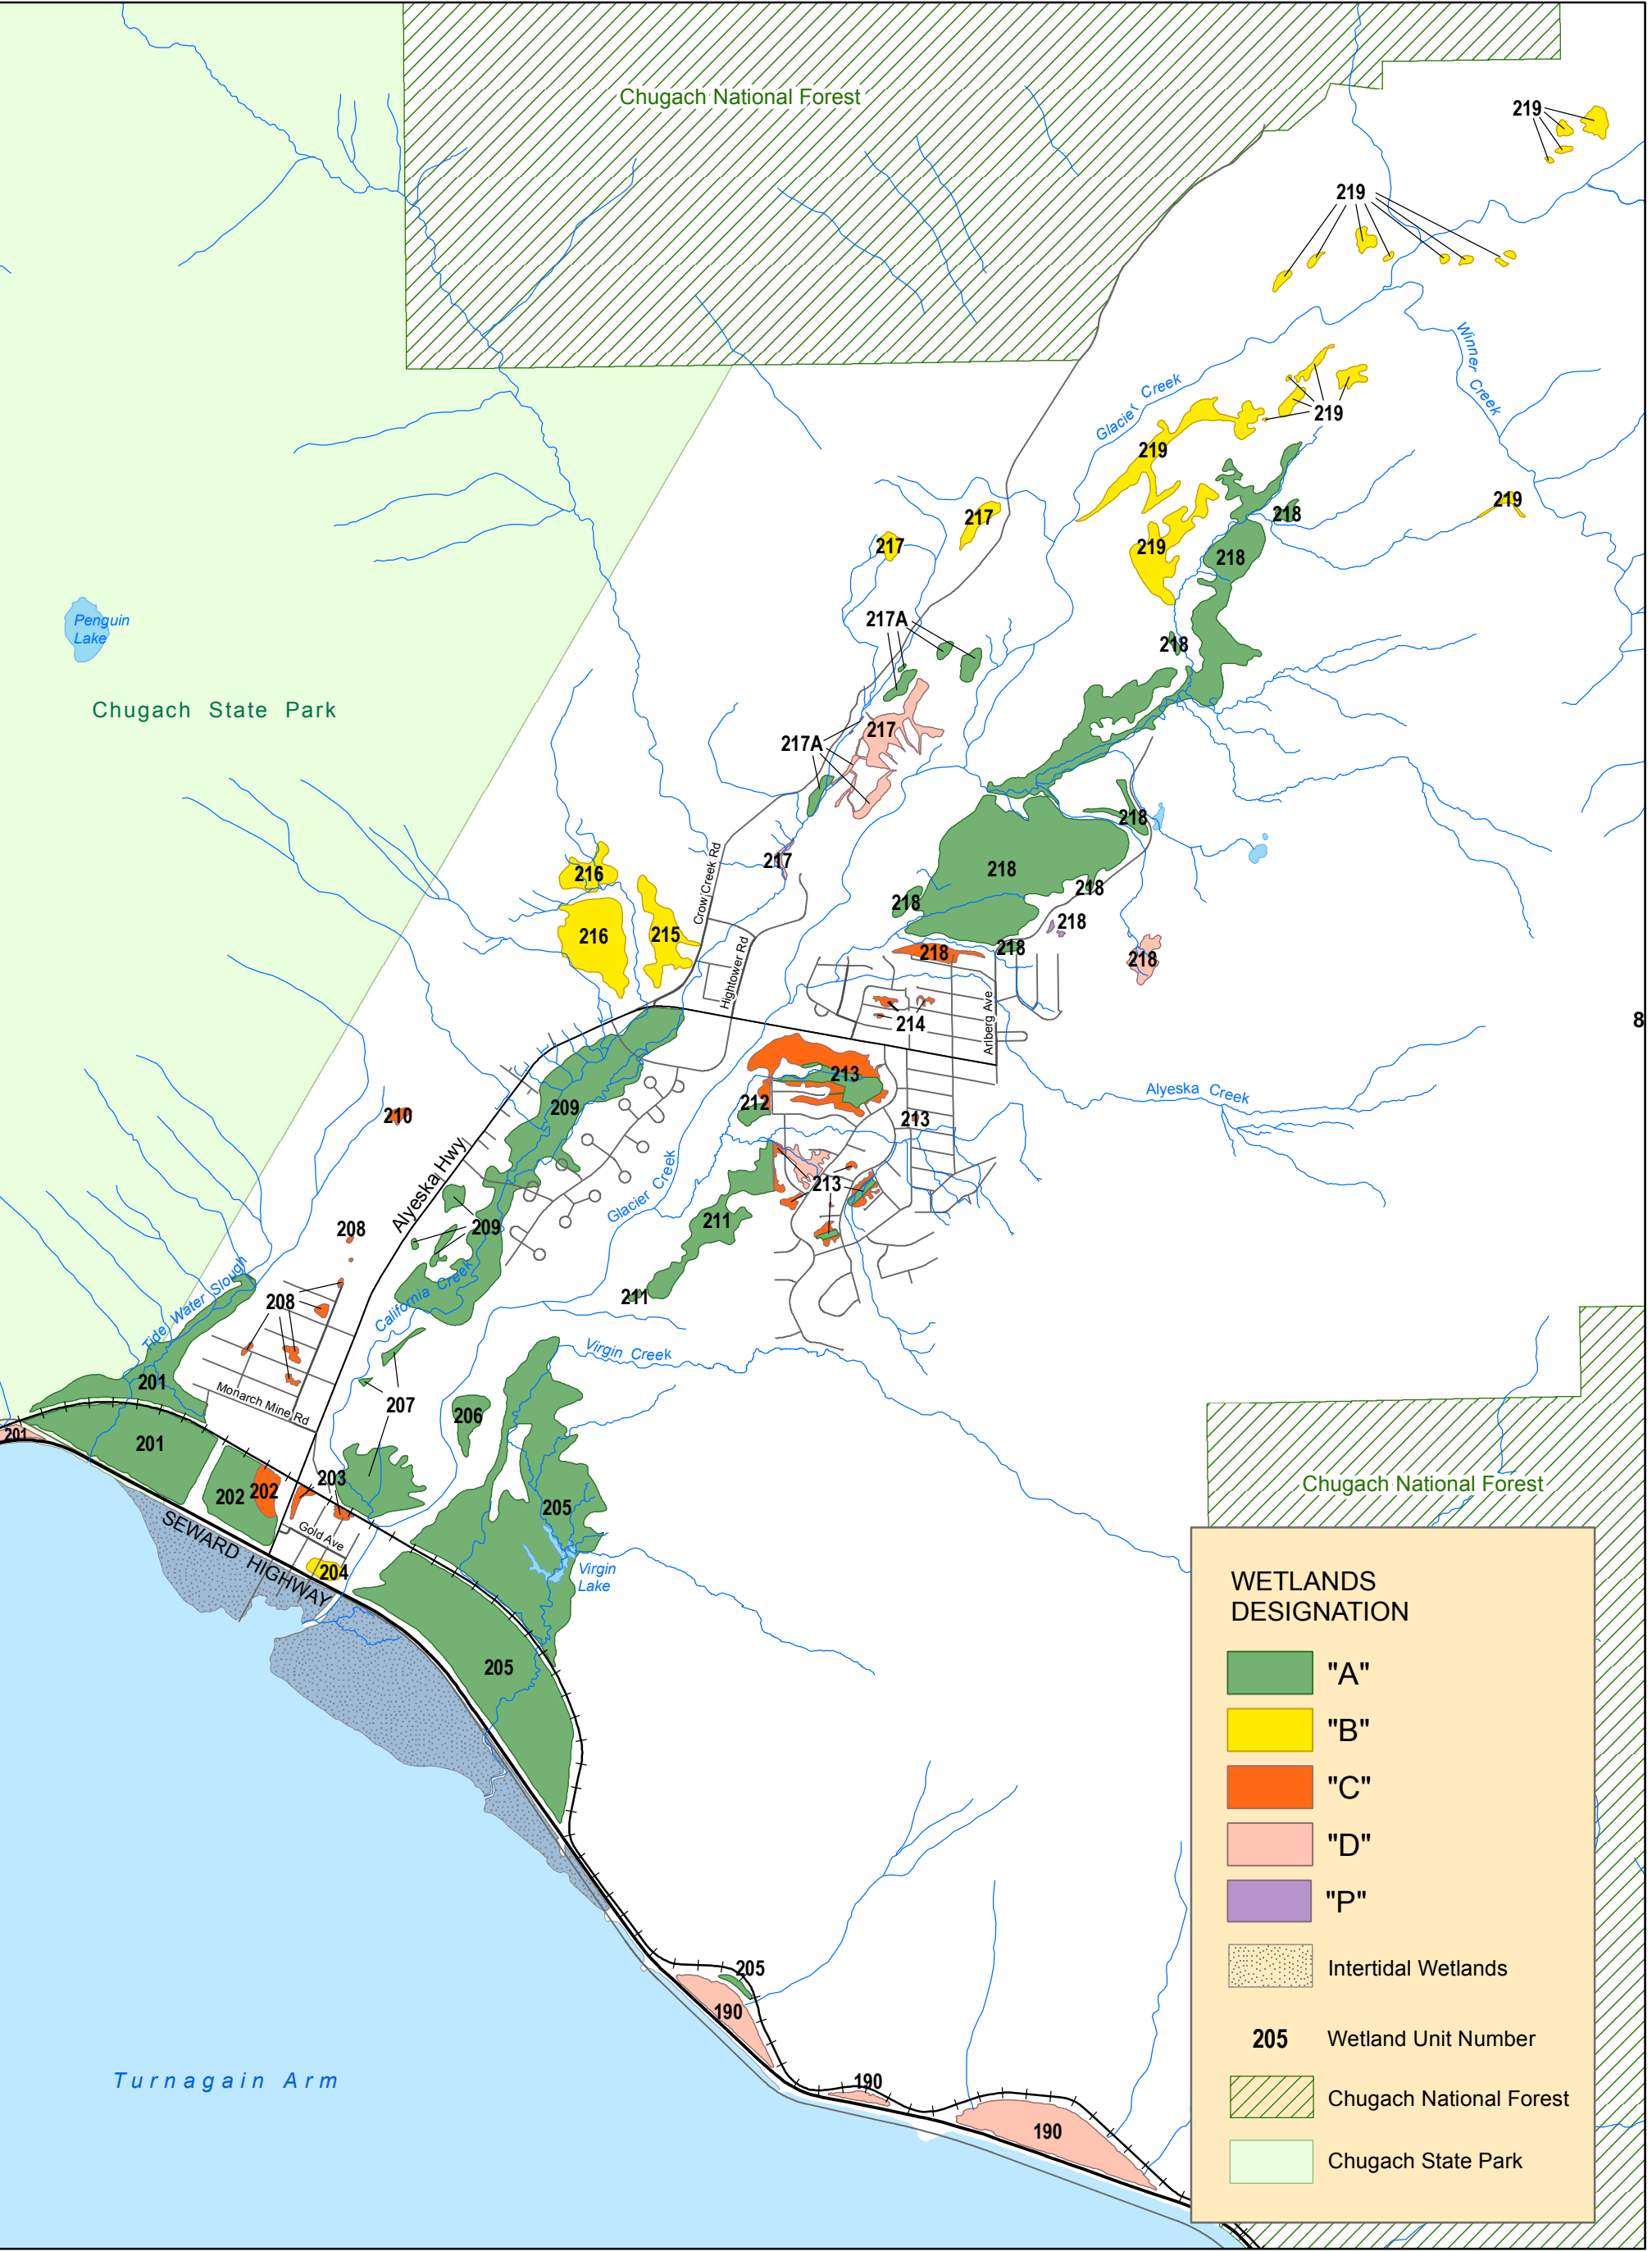 Chugach National Forest
219
219
Winner Creek
Glacier Creek
219
219
219
217
218
217
219
218
Penguin
Lake
217A
218
Chugach State Park
217
217A
218
Crow Creek Rd
217
216
218
218
218
216
215
218
218
218
218
Hightower Rd
Arlberg Ave
214
8
213
Alyeska Creek
212
209
210
213
Alyeska Hwy
Glacier Creek
213
211
209
208
Tide Water Slough
California Creek
211
208
Virgin Creek
201
Monarch Mine Rd
207
206
201
201
Chugach National Forest
203
202
202
205
SEWARD HIGHWAY
Gold Ave
204
Virgin
Lake
205
205
190
Turnagain Arm
190
190
WETLANDS
DESIGNATION
"A"
"B"
"C"
"D"
"P"
Intertidal Wetlands
205 Wetland Unit Number
Chugach National Forest
Chugach State Park